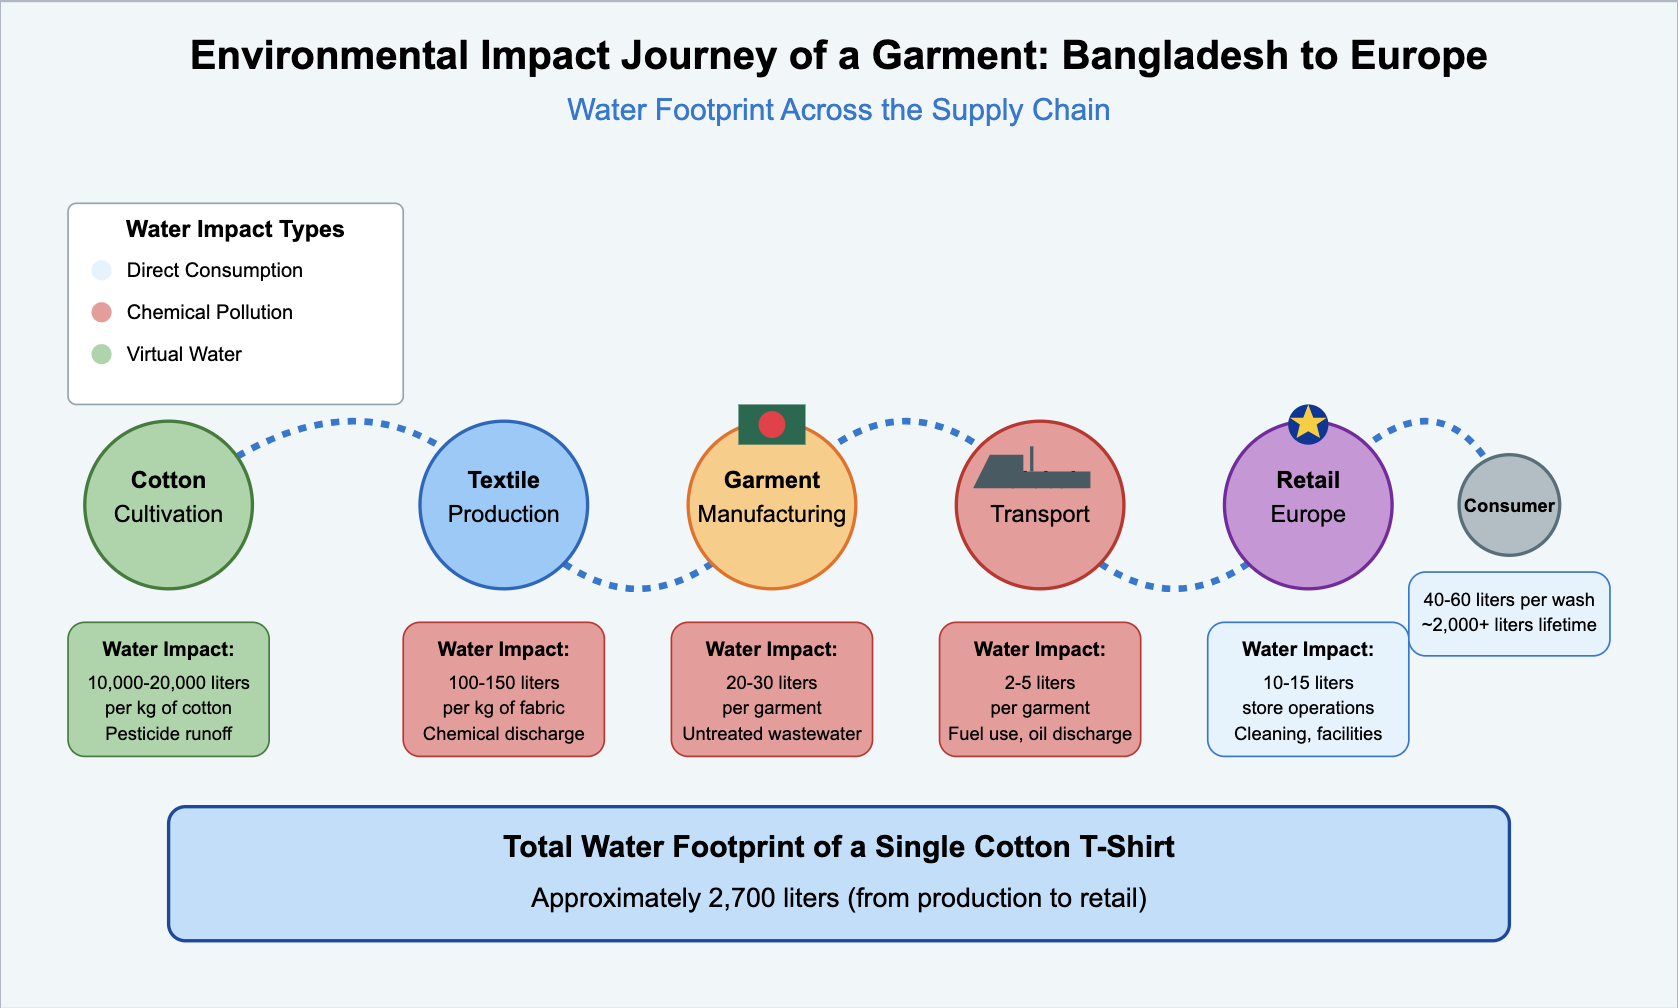 Environmental Impact Journey of a Garment: Bangladesh to Europe
Water Footprint Across the Supply Chain
Water Impact Types
Direct Consumption
Chemical Pollution
Virtual Water
Cotton
Cultivation
Textile
Production
Garment
Manufacturing
Transport
Retail
Europe
Consumer
40-60 liters per wash
~2,000+ liters lifetime
Water Impact:
10,000-20,000 liters
per kg of cotton
Pesticide runoff
Water Impact:
100-150 liters
per kg of fabric
Chemical discharge
Water Impact:
20-30 liters
per garment
Untreated wastewater
Water Impact:
2-5 liters
per garment
Fuel use, oil discharge
Water Impact:
10-15 liters
store operations
Cleaning, facilities
Total Water Footprint of a Single Cotton T-Shirt
Approximately 2,700 liters (from production to retail)